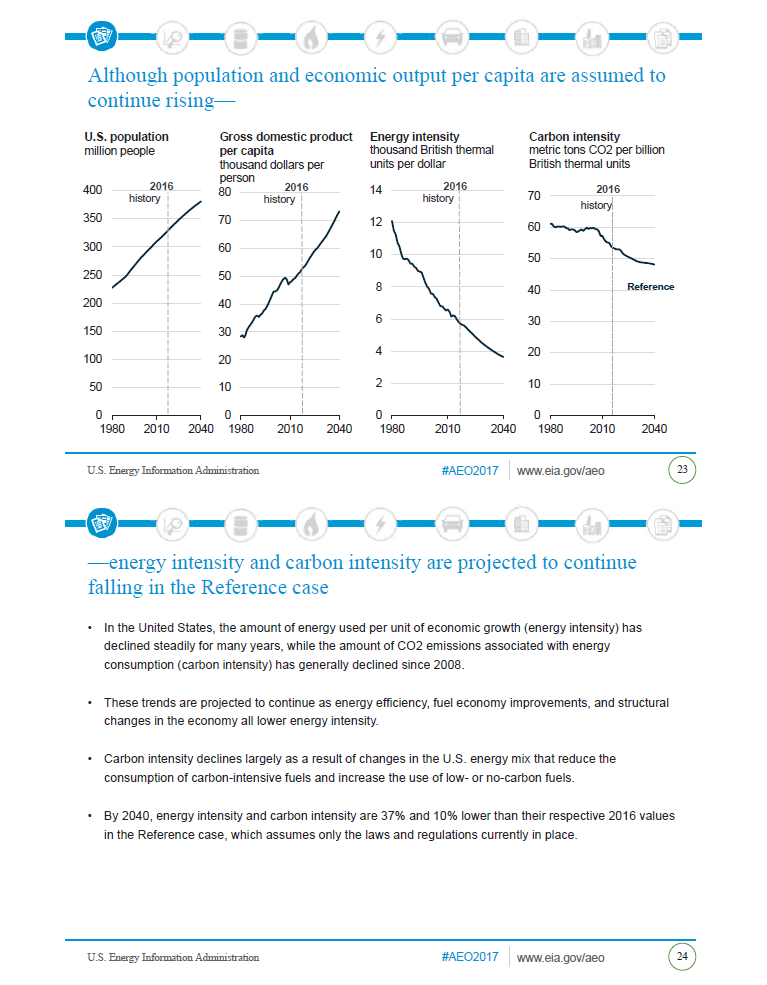 Although population and economic output per capita are assumed to
continue rising—
U.S. population
million people
Gross domestic product
per capita
thousand dollars per
person
Energy intensity
thousand British thermal
units per dollar
Carbon intensity
metric tons CO2 per billion
British thermal units
400
350
300
250
200
150
100
50
0
2016
history
1980 2010 2040
80
70
60
50
40
30
20
10
0
2016
history
1980 2010 2040
14
12
10
8
6
4
2
0
2016
history
1980 2010 2040
70
60
50
40
30
20
10
0
2016
history
Reference
1980 2010 2040
U.S. Energy Information Administration
#AEO2017
www.eia.gov/aeo
23
—energy intensity and carbon intensity are projected to continue
falling in the Reference case
• In the United States, the amount of energy used per unit of economic growth (energy intensity) has
declined steadily for many years, while the amount of CO2 emissions associated with energy
consumption (carbon intensity) has generally declined since 2008.
• These trends are projected to continue as energy efficiency, fuel economy improvements, and structural
changes in the economy all lower energy intensity.
• Carbon intensity declines largely as a result of changes in the U.S. energy mix that reduce the
consumption of carbon-intensive fuels and increase the use of low- or no-carbon fuels.
• By 2040, energy intensity and carbon intensity are 37% and 10% lower than their respective 2016 values
in the Reference case, which assumes only the laws and regulations currently in place.
U.S. Energy Information Administration
#AEO2017
www.eia.gov/aeo
24